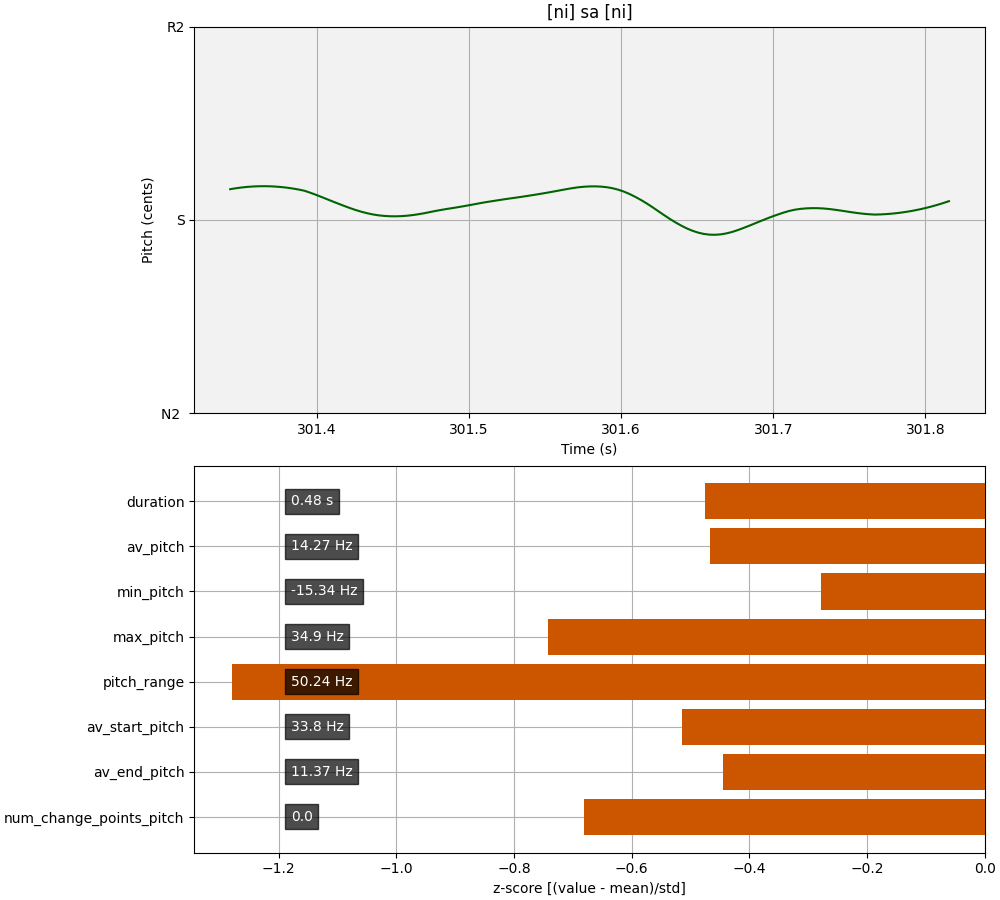 [ni] sa [ni]
R2
S
N2
Pitch (cents)
301.4 301.5 301.6 301.7 301.8
Time (s)
duration 0.48 s
av_pitch 14.27 Hz
min_pitch -15.34 Hz
max_pitch 34.9 Hz
pitch_range 50.24 Hz
av_start_pitch 33.8 Hz
av_end_pitch 11.37 Hz
num_change_points_pitch 0.0
−1.2 −1.0 −0.8 −0.6 −0.4 −0.2 0.0
z-score [(value - mean)/std]